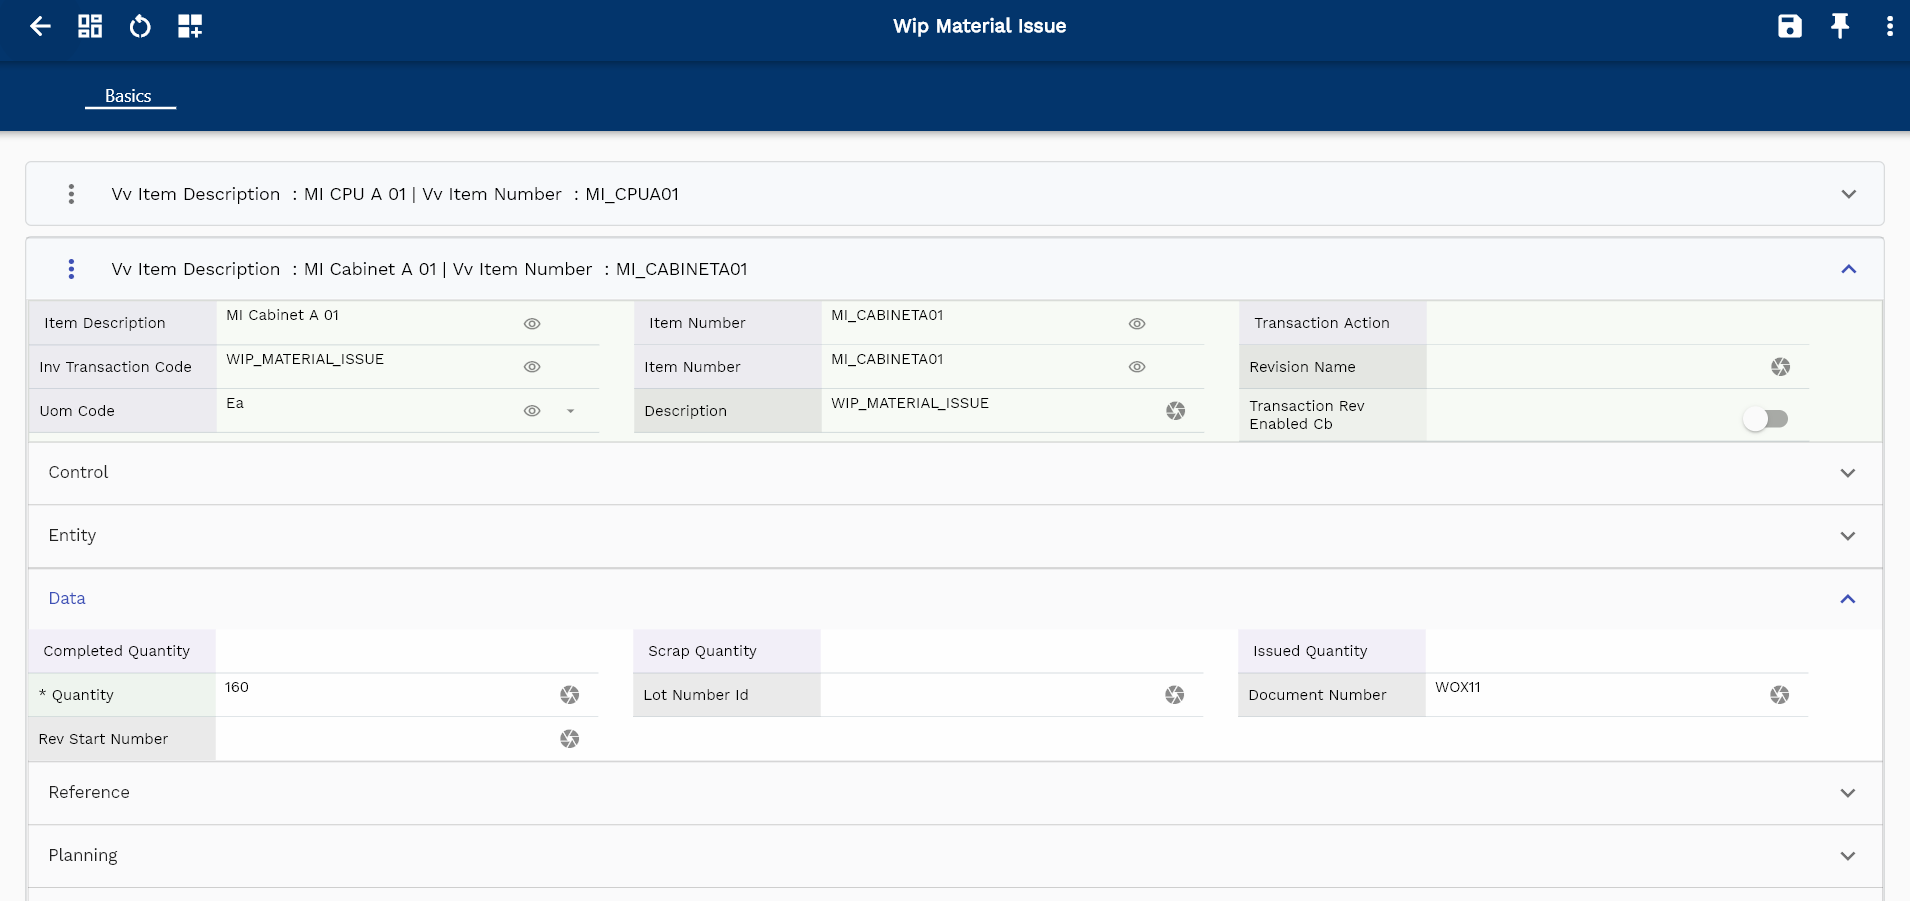 Wip Material Issue
Basics
Vv Item Description : MI CPU A 01 | Vv Item Number : MI_CPUA01
Vv Item Description : MI Cabinet A 01 | Vv Item Number : MI_CABINETA01
Item Description MI Cabinet A 01 Item Number MI_CABINETA01 Transaction Action
Inv Transaction Code WIP_MATERIAL_ISSUE Item Number MI_CABINETA01 Revision Name
Uom Code Ea Description WIP_MATERIAL_ISSUE Transaction Rev
Enabled Cb
Control
Entity
Data
Completed Quantity Scrap Quantity Issued Quantity
* Quantity 160 Lot Number Id Document Number WOX11
Rev Start Number
Reference
Planning